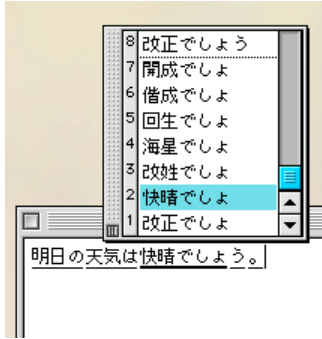 8 改正でしょう
7 開成でしょ
6 偕成でしょ
5 回生でしょ
4 海星でしょ
3 改姓でしょ
2 快晴でしょ
1 改正でしょ
明日の天気は快晴でしょう。